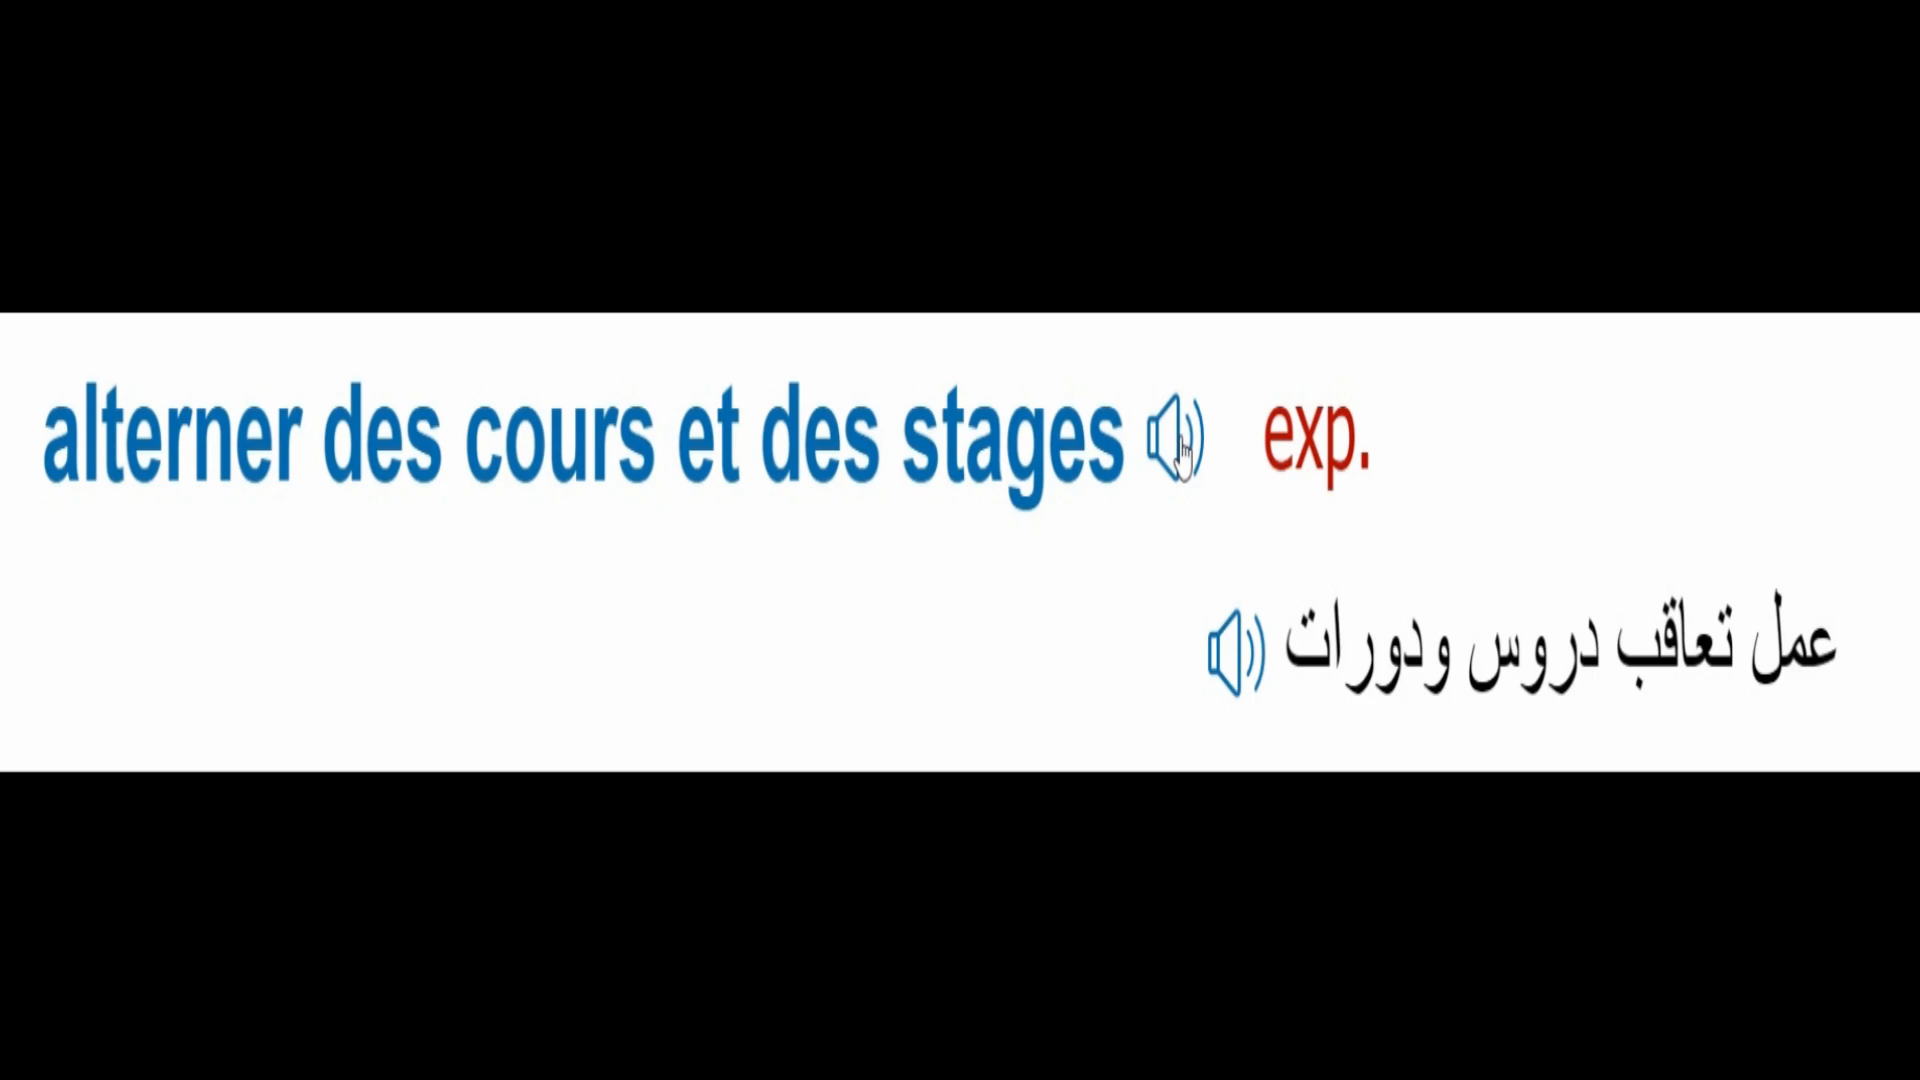 alterner des cours et des stages exp.
عمل تعاقب دروس ودورات